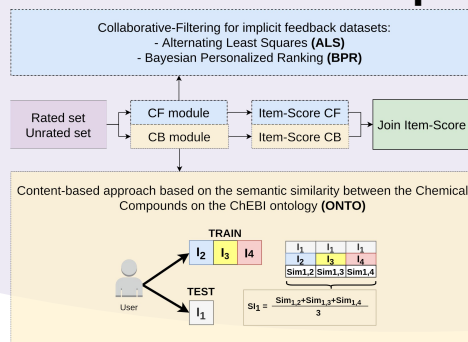 Collaborative-Filtering for implicit feedback datasets:
- Alternating Least Squares (ALS)
- Bayesian Personalized Ranking (BPR)
Rated set
Unrated set
CF module
CB module
Item-Score CF
Item-Score CB
Join Item-Score
Content-based approach based on the semantic similarity between the Chemical
Compounds on the ChEBI ontology (ONTO)
TRAIN
I2 I3 I4
User
TEST
I1
I1 I1 I1
I2 I3 I4
Sim1,2 Sim1,3 Sim1,4
SI1 = Sim1,2+Sim1,3+Sim1,4
3